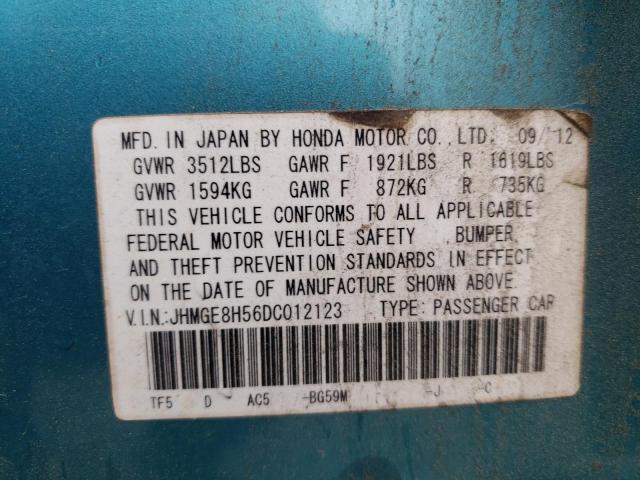 MFD. IN JAPAN BY HONDA MOTOR CO., LTD. 09/12
GVWR 3512LBS GAWR F 1921LBS R 1619LBS
GVWR 1594KG GAWR F 872KG R 735KG
THIS VEHICLE CONFORMS TO ALL APPLICABLE
FEDERAL MOTOR VEHICLE SAFETY , BUMPER,
AND THEFT PREVENTION STANDARDS IN EFFECT
ON THE DATE OF MANUFACTURE SHOWN ABOVE.
V.I.N.:JHMGE8H56DC012123 TYPE: PASSENGER CAR
TF5 D AC5 -BG59M -J -C